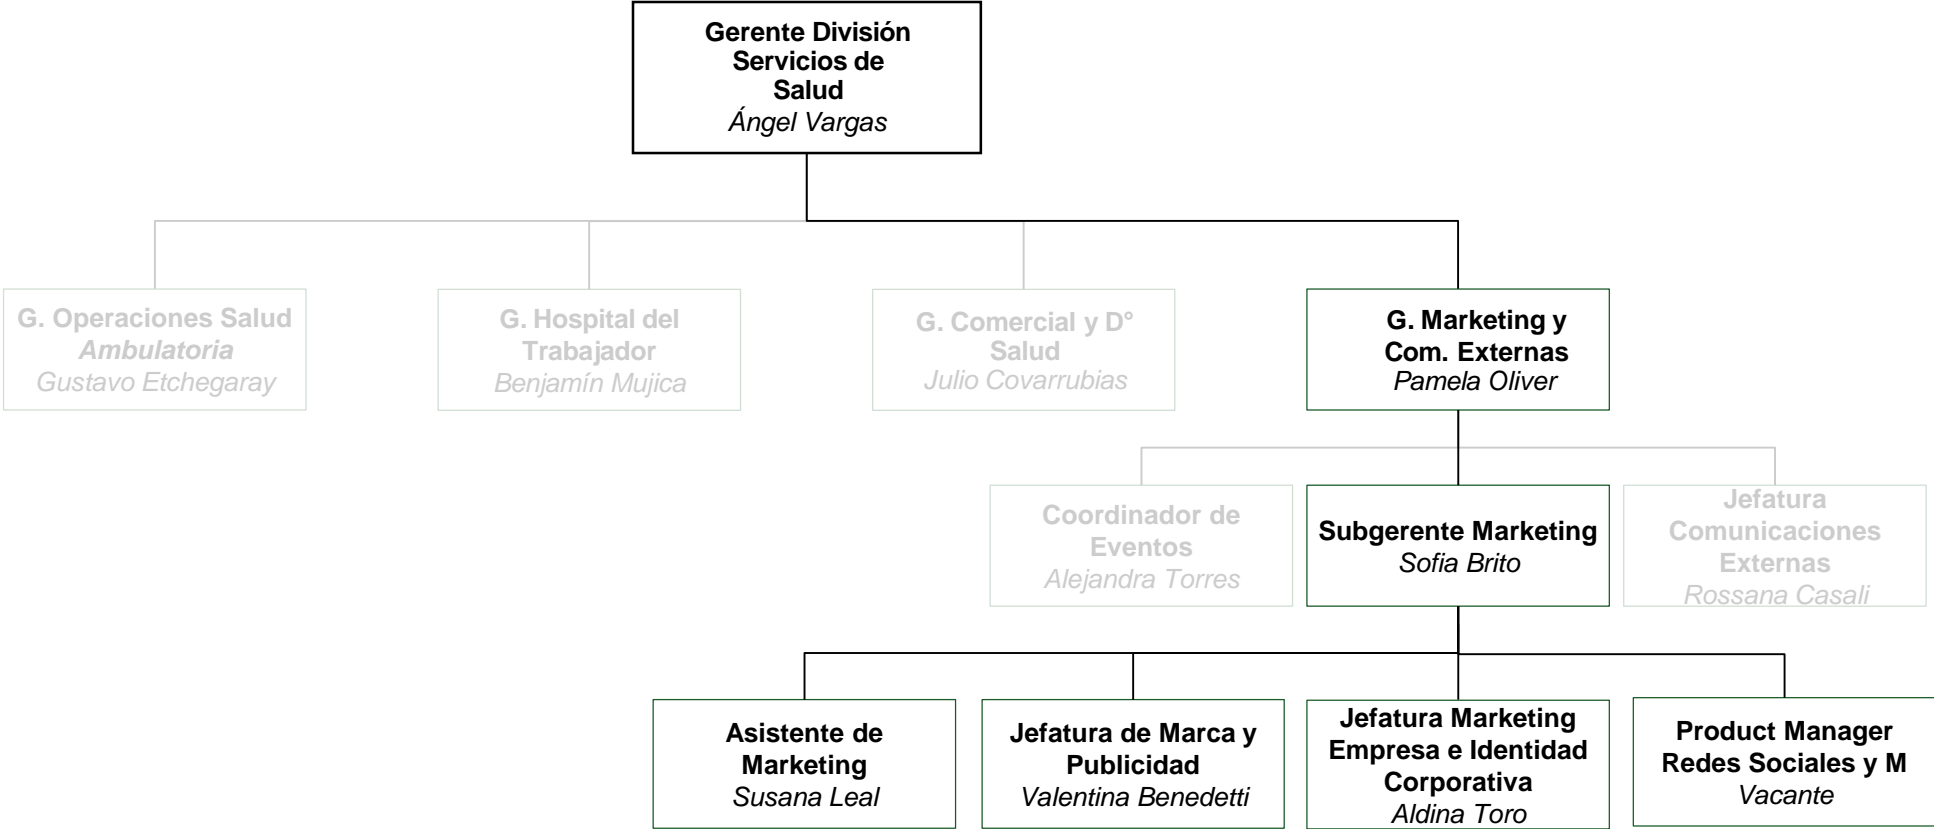 Gerente División
Servicios de
Salud
Ángel Vargas
G. Operaciones Salud
Ambulatoria
Gustavo Etchegaray
G. Hospital del
Trabajador
Benjamín Mujica
G. Comercial y D°
Salud
Julio Covarrubias
G. Marketing y
Com. Externas
Pamela Oliver
Coordinador de
Eventos
Alejandra Torres
Subgerente Marketing
Sofia Brito
Jefatura
Comunicaciones
Externas
Rossana Casali
Asistente de
Marketing
Susana Leal
Jefatura de Marca y
Publicidad
Valentina Benedetti
Jefatura Marketing
Empresa e Identidad
Corporativa
Aldina Toro
Product Manager
Redes Sociales y M
Vacante